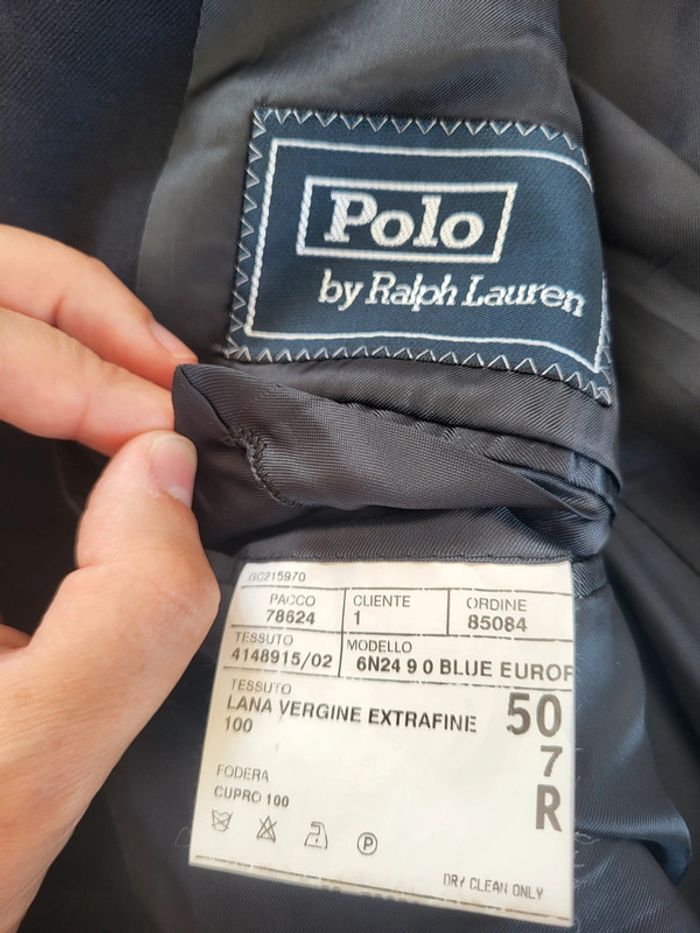 Polo
by Ralph Lauren
GC215970
PACCO
78624
CLIENTE
1
ORDINE
85084
TESSUTO
4148915/02
MODELLO
6N24 9 0 BLUE EUROP
TESSUTO
LANA VERGINE EXTRAFINE
100
50
7
R
FODERA
CUPRO 100
P
DRY CLEAN ONLY